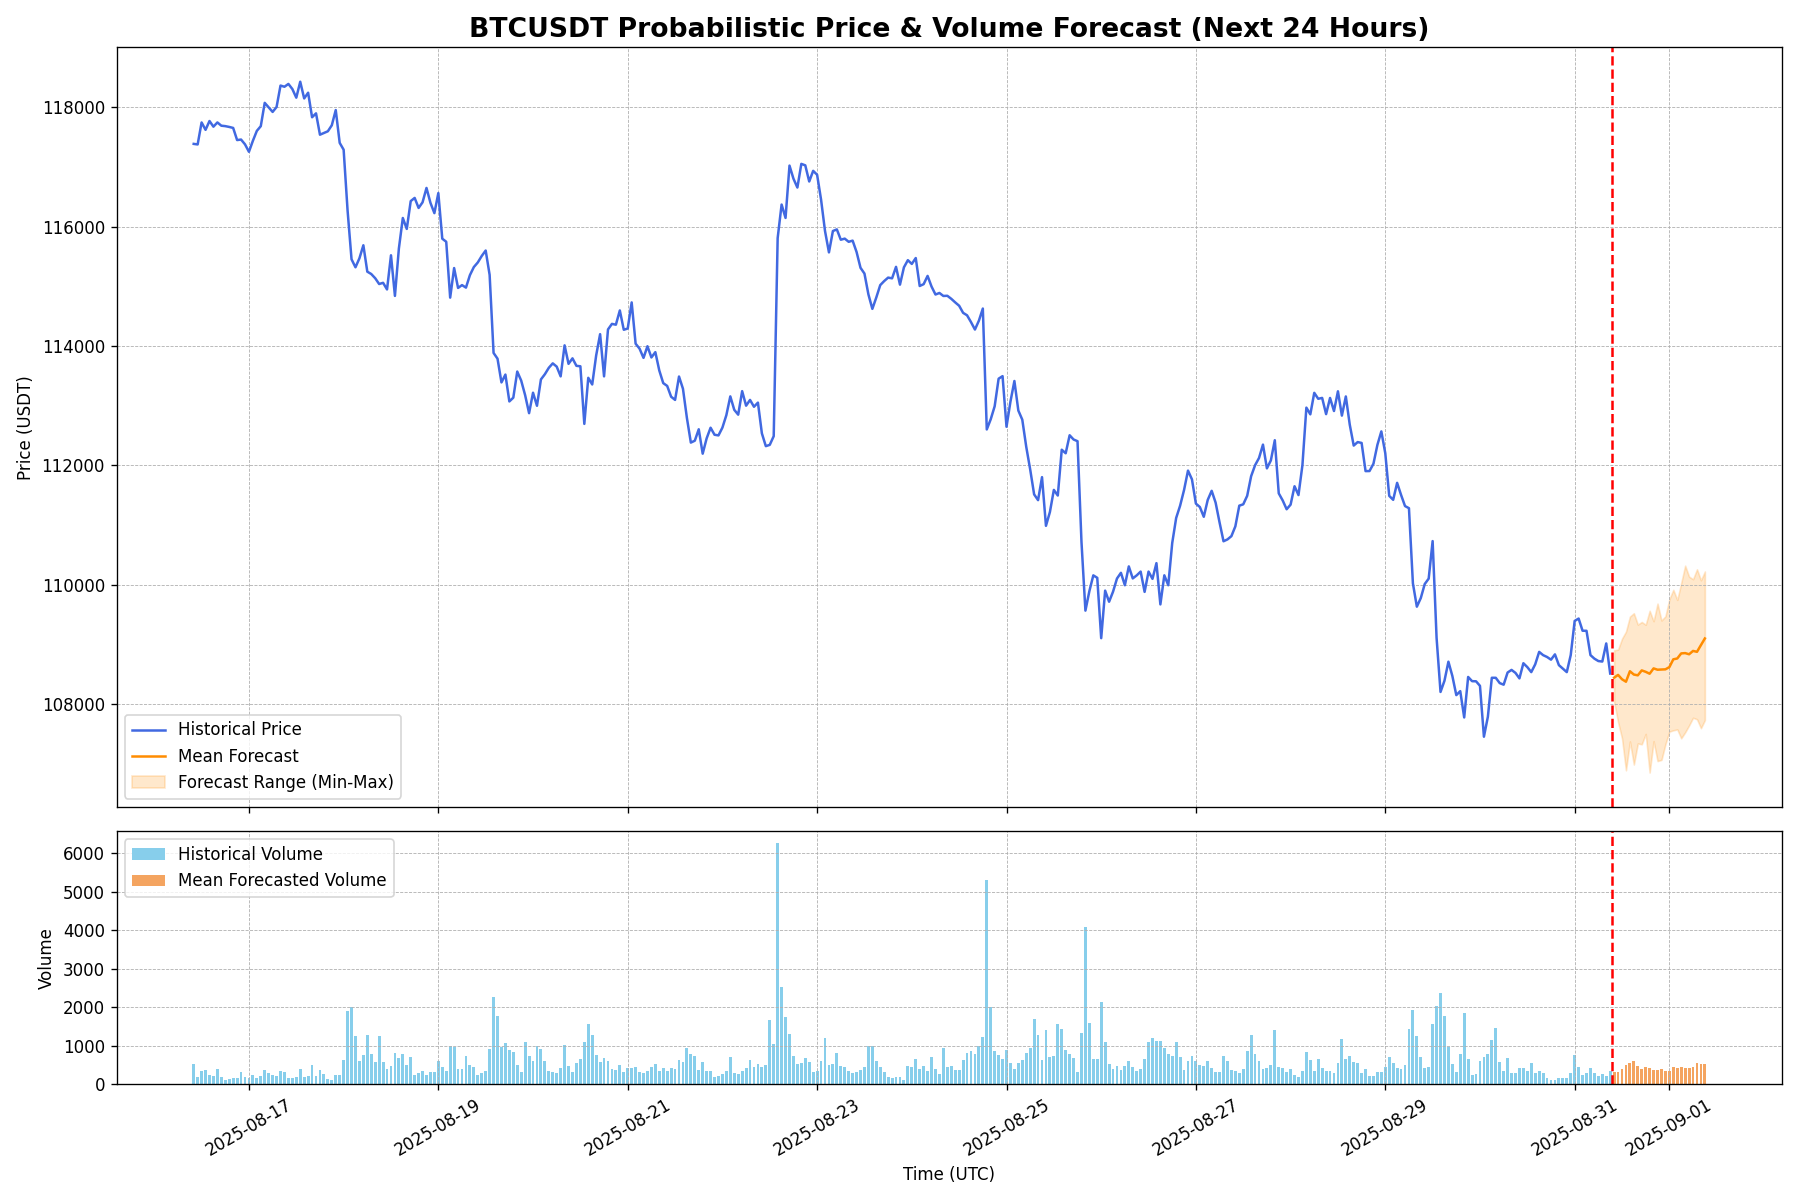 BTCUSDT Probabilistic Price & Volume Forecast (Next 24 Hours)
Price (USDT)
118000
116000
114000
112000
110000
108000
Historical Price
Mean Forecast
Forecast Range (Min-Max)
Volume
6000
5000
4000
3000
2000
1000
0
Historical Volume
Mean Forecasted Volume
2025-08-17
2025-08-19
2025-08-21
2025-08-23
2025-08-25
2025-08-27
2025-08-29
2025-08-31
2025-09-01
Time (UTC)